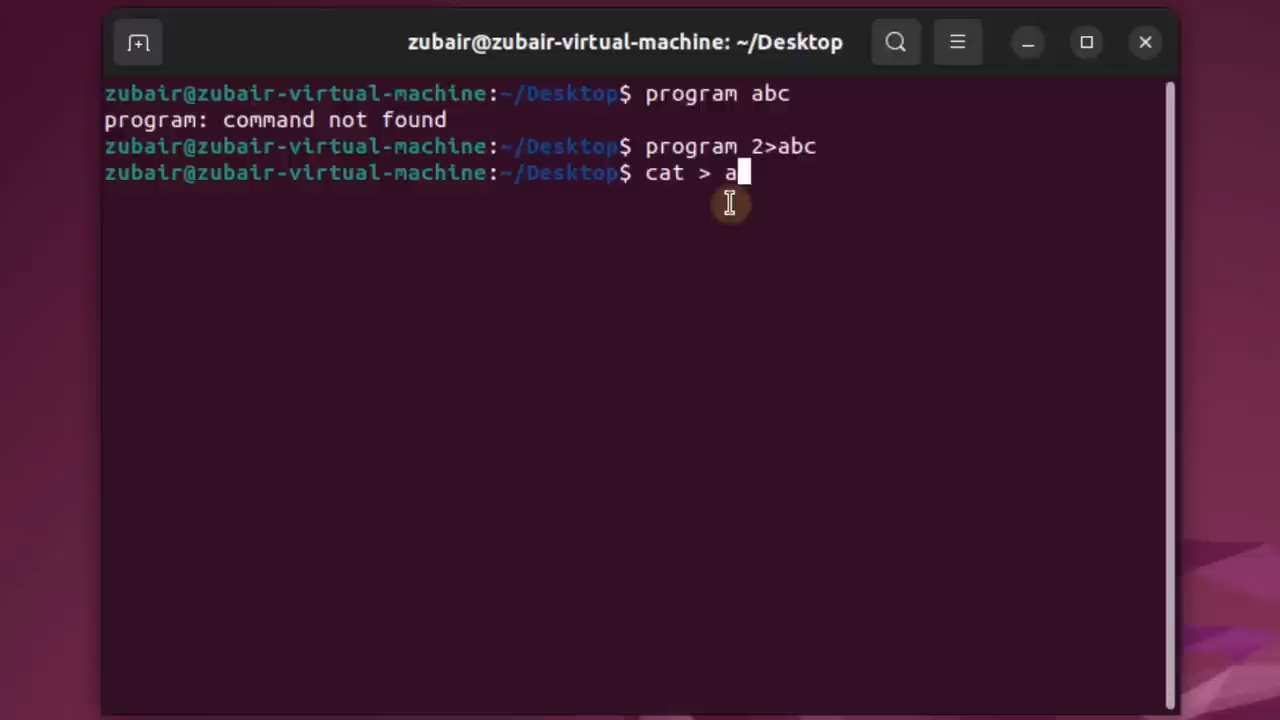 zubair@zubair-virtual-machine: ~/Desktop
zubair@zubair-virtual-machine:~/Desktop$ program abc
program: command not found
zubair@zubair-virtual-machine:~/Desktop$ program 2>abc
zubair@zubair-virtual-machine:~/Desktop$ cat > a